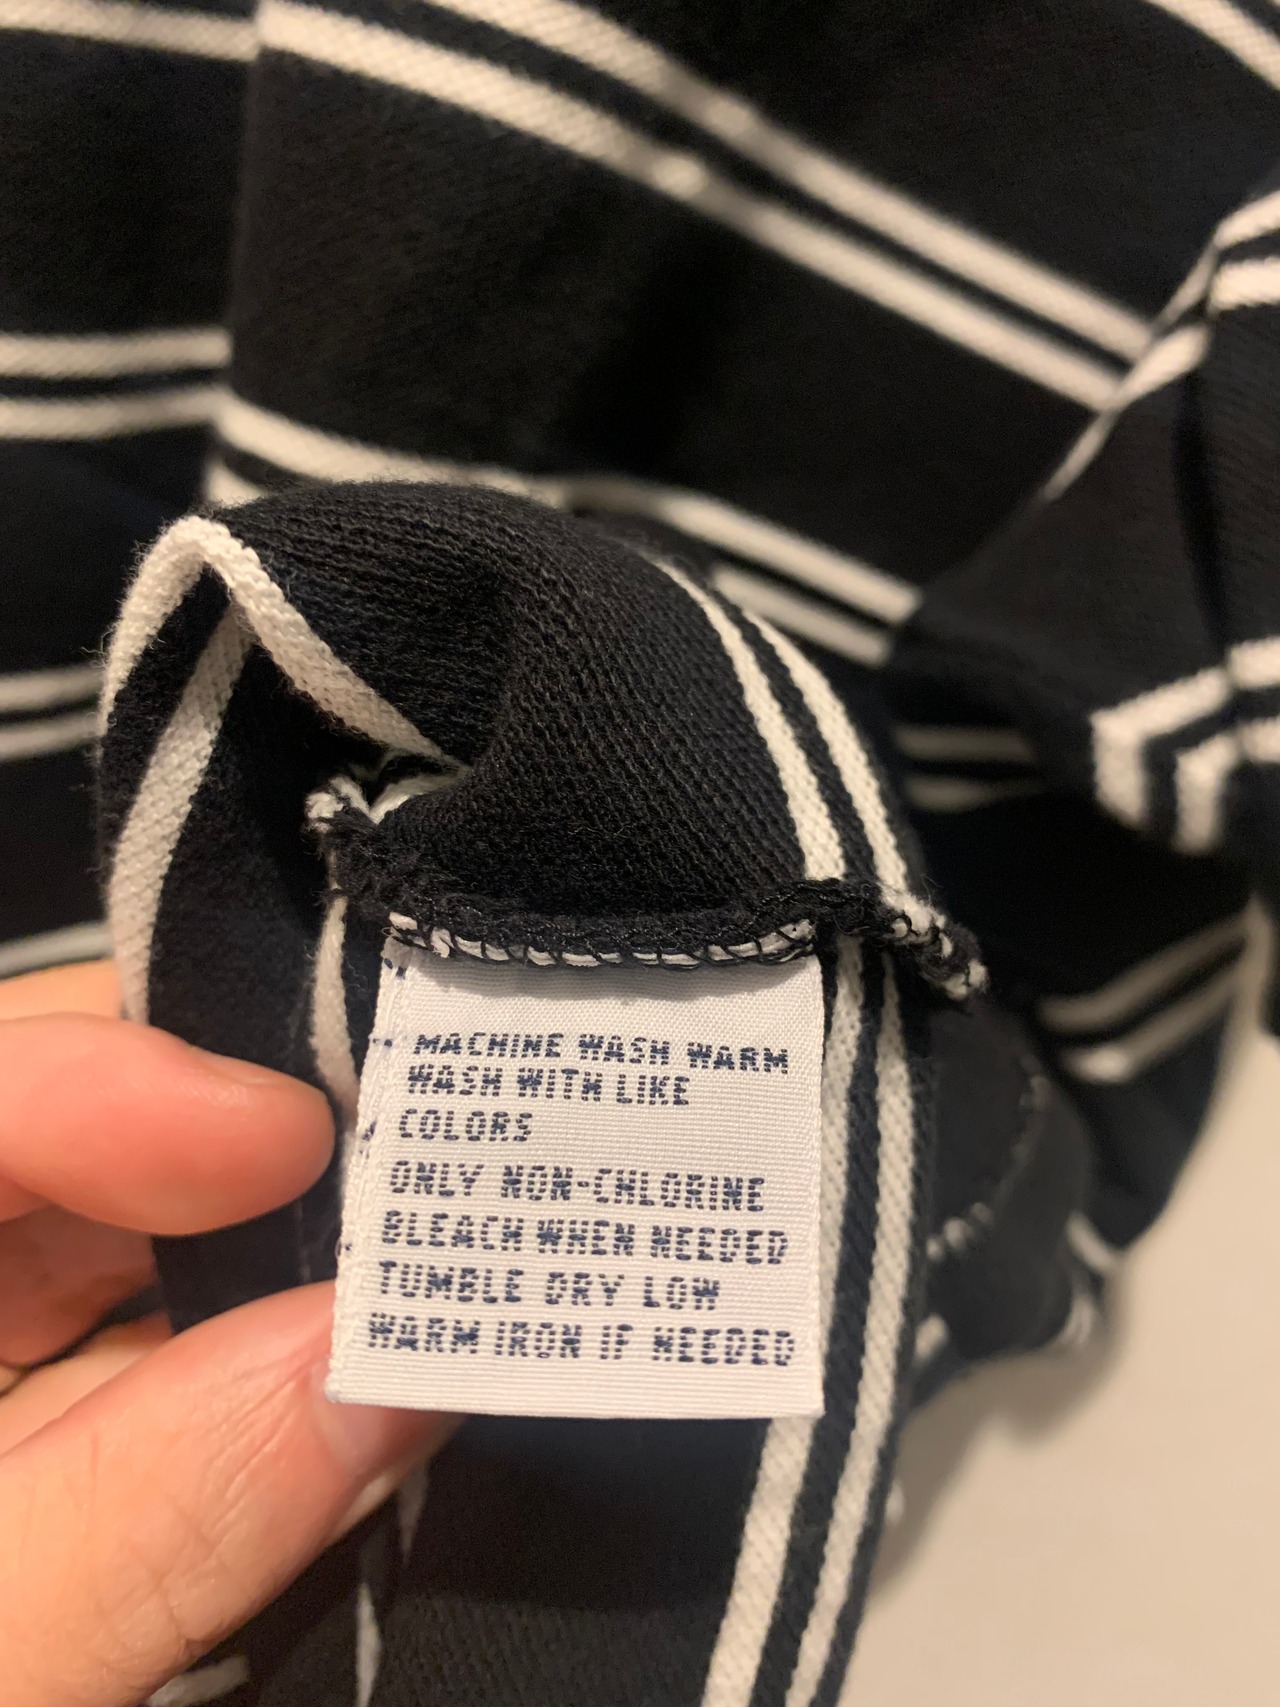 MACHINE WASH WARM
WASH WITH LIKE
COLORS
ONLY NON-CHLORINE
BLEACH WHEN NEEDED
TUMBLE DRY LOW
WARM IRON IF NEEDED